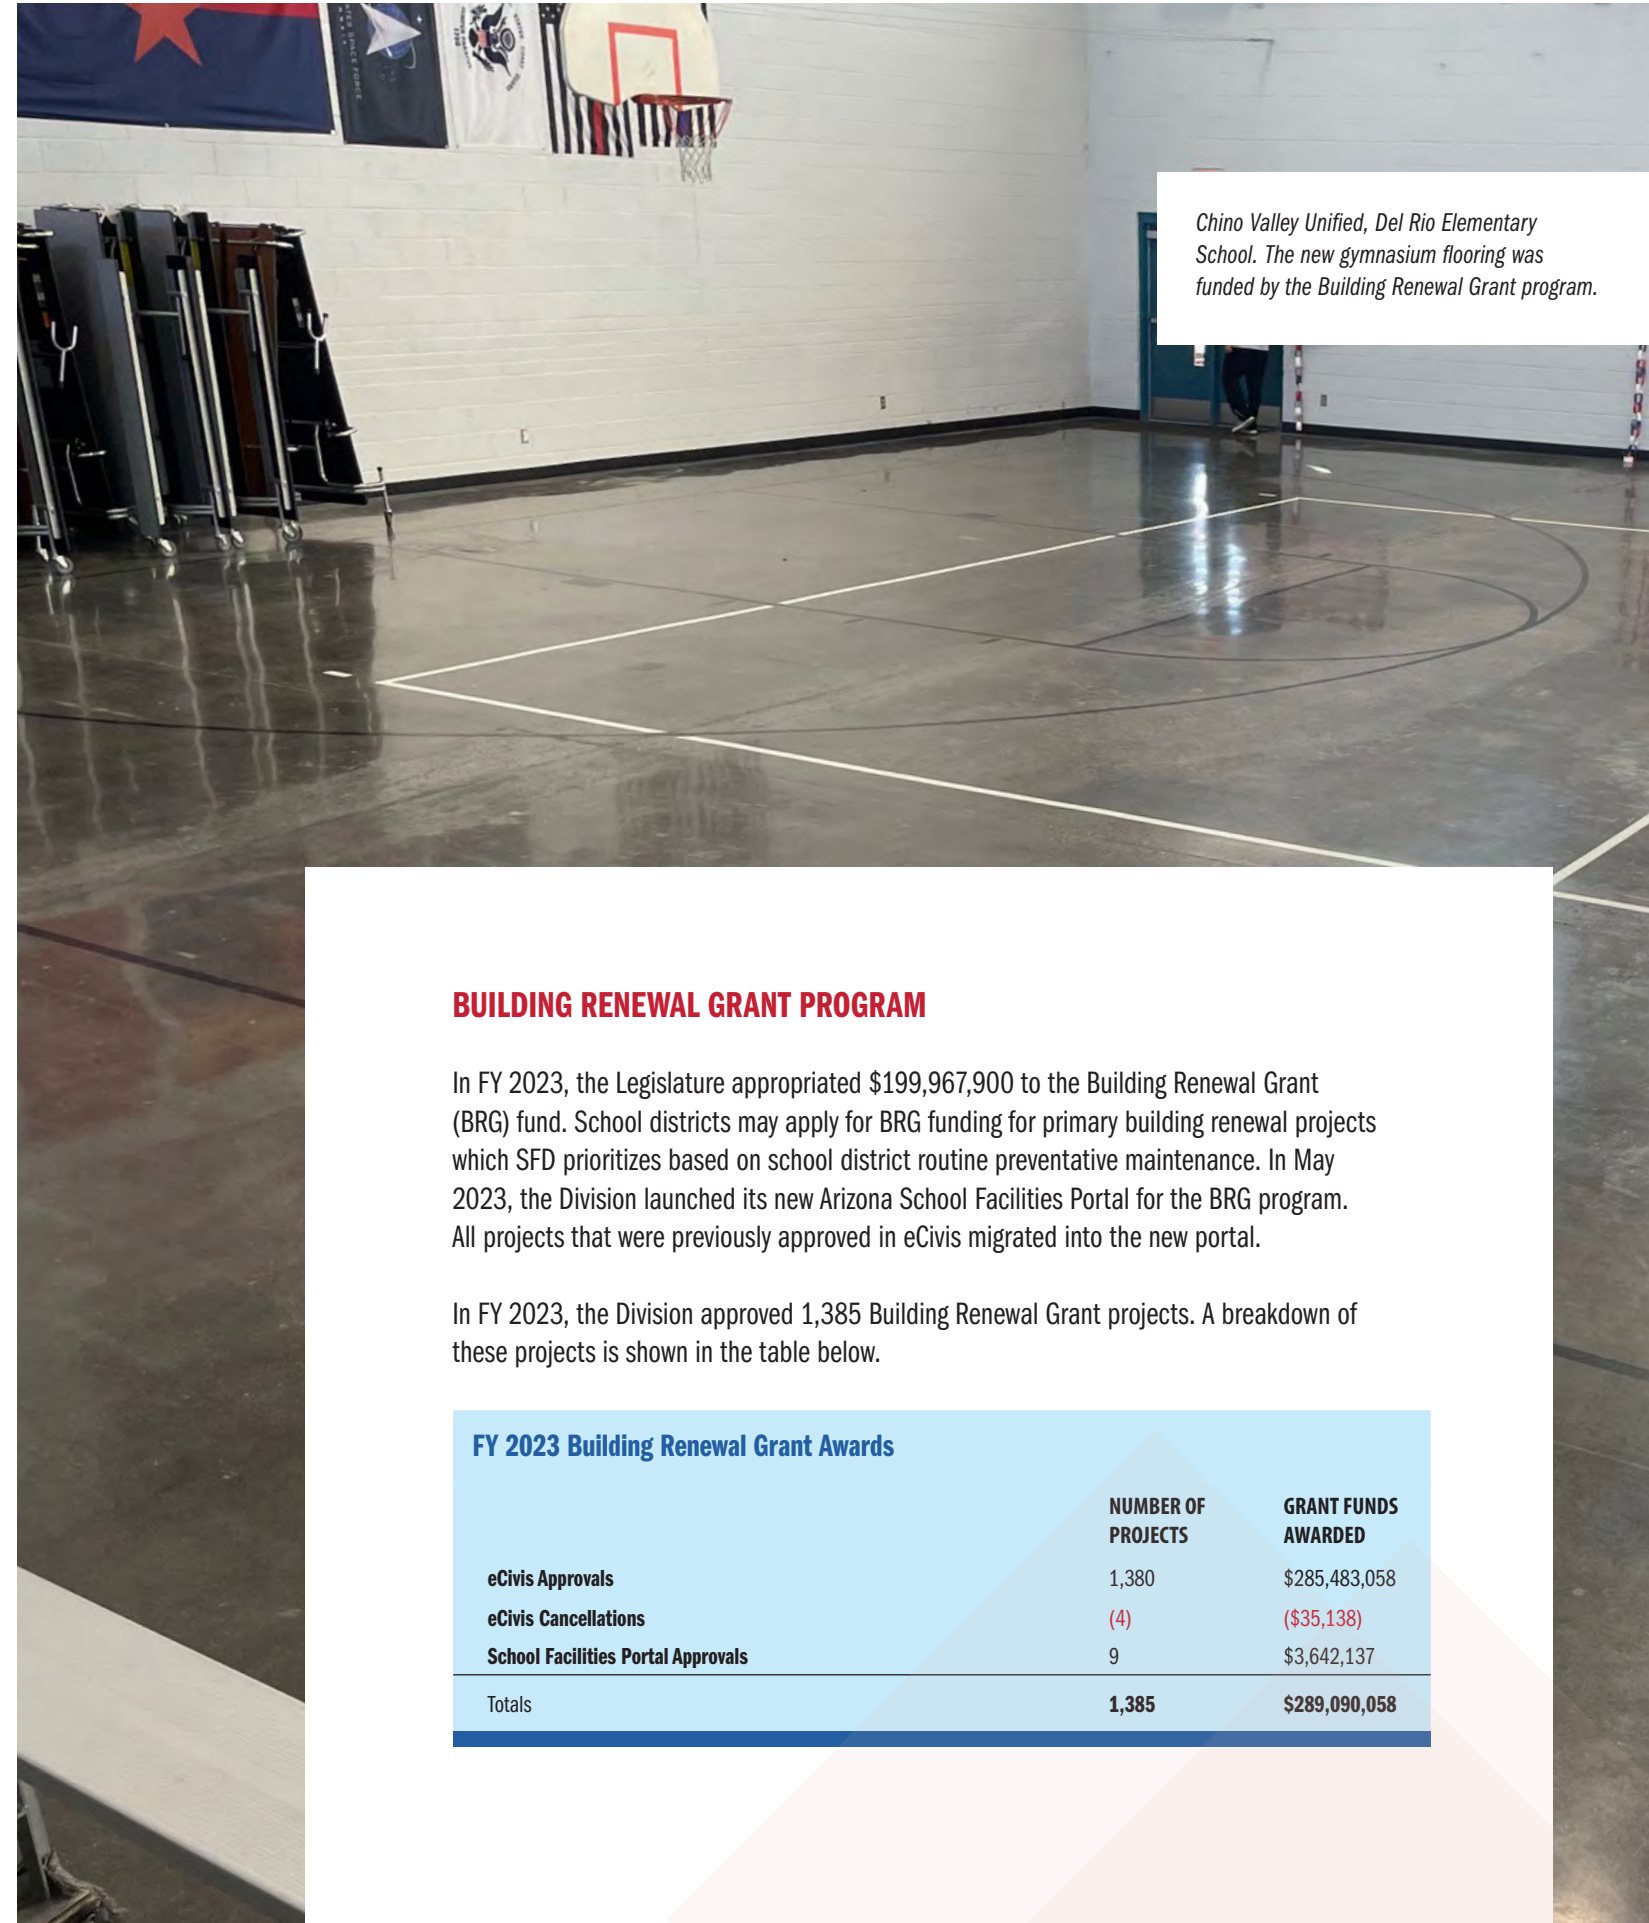 ATES SPACE FORCE
1790
Chino Valley Unified, Del Rio Elementary
School. The new gymnasium flooring was
funded by the Building Renewal Grant program.
BUILDING RENEWAL GRANT PROGRAM
In FY 2023, the Legislature appropriated $199,967,900 to the Building Renewal Grant
(BRG) fund. School districts may apply for BRG funding for primary building renewal projects
which SFD prioritizes based on school district routine preventative maintenance. In May
2023, the Division launched its new Arizona School Facilities Portal for the BRG program.
All projects that were previously approved in eCivis migrated into the new portal.
In FY 2023, the Division approved 1,385 Building Renewal Grant projects. A breakdown of
these projects is shown in the table below.
FY 2023 Building Renewal Grant Awards
NUMBER OF GRANT FUNDS
PROJECTS AWARDED
eCivis Approvals 1,380 $285,483,058
eCivis Cancellations (4) ($35,138)
School Facilities Portal Approvals 9 $3,642,137
Totals 1,385 $289,090,058